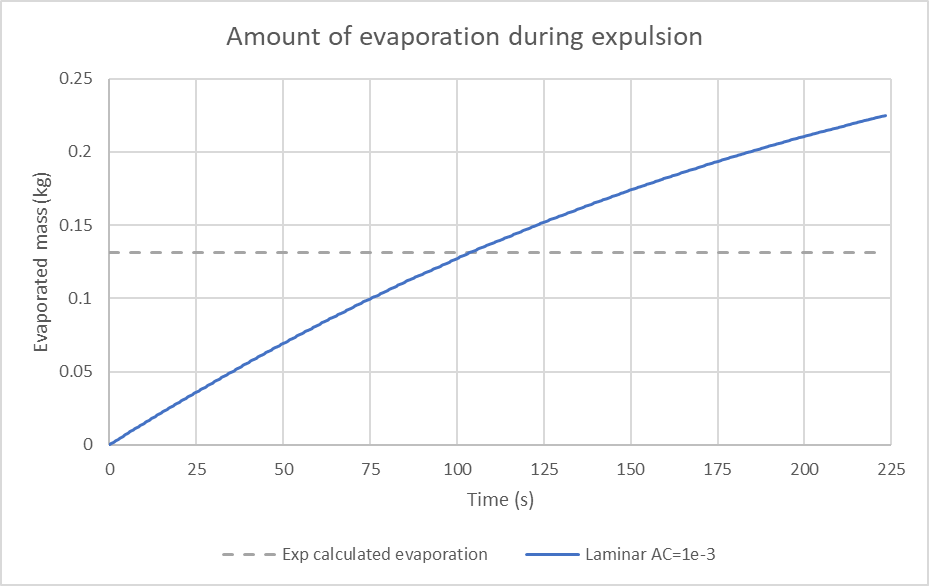 Amount of evaporation during expulsion
0.25
0.2
0.15
0.1
0.05
0
Evaporated mass (kg)
0 25 50 75 100 125 150 175 200 225
Time (s)
Exp calculated evaporation Laminar AC=1e-3